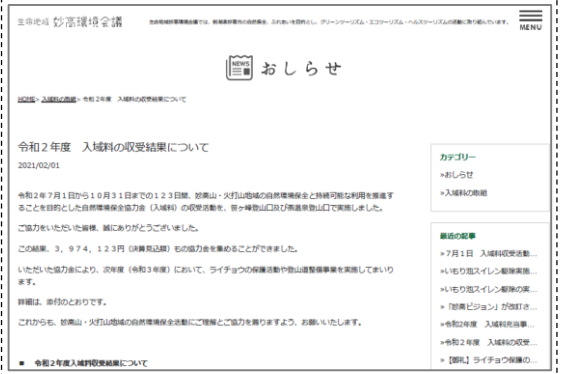 生命地域 妙高環境会議
生命地域妙高環境会議では、新潟県妙高市の自然保全、ふれあいを目的とし、グリーンツーリズム・エコツーリズム・ヘルスツーリズムの活動に取り組んでいます。
MENU
NEWS
おしらせ
HOME> 入域料の取組> 令和2年度 入域料の収受結果について
令和2年度 入域料の収受結果について
2021/02/01
令和2年7月1日から10月31日までの123日間、妙高山・火打山地域の自然環境保全と持続可能な利用を推進す
ることを目的とした自然環境保全協力金（入域料）の収受活動を、笹ヶ峰登山口及び燕温泉登山口で実施しました。
ご協力をいただいた皆様、誠にありがとうございました。
この結果、3，974，123円（決算見込額）もの協力金を集めることができました。
いただいた協力金により、次年度（令和3年度）において、ライチョウの保護活動や登山道整備事業を実施してまいり
ます。
詳細は、添付のとおりです。
これからも、妙高山・火打山地域の自然環境保全活動にご理解とご協力を賜りますよう、お願いいたします。
■ 令和2年度入域料収受結果について
カテゴリー
»おしらせ
»入域料の取組
最近の記事
»7月1日 入域料収受活動...
»いもり池スイレン駆除実施...
»いもり池スイレン駆除の実...
»「妙高ビジョン」が改訂さ...
»令和2年度 入域料充当事...
»令和2年度 入域料の収受...
»【御礼】ライチョウ保護の...